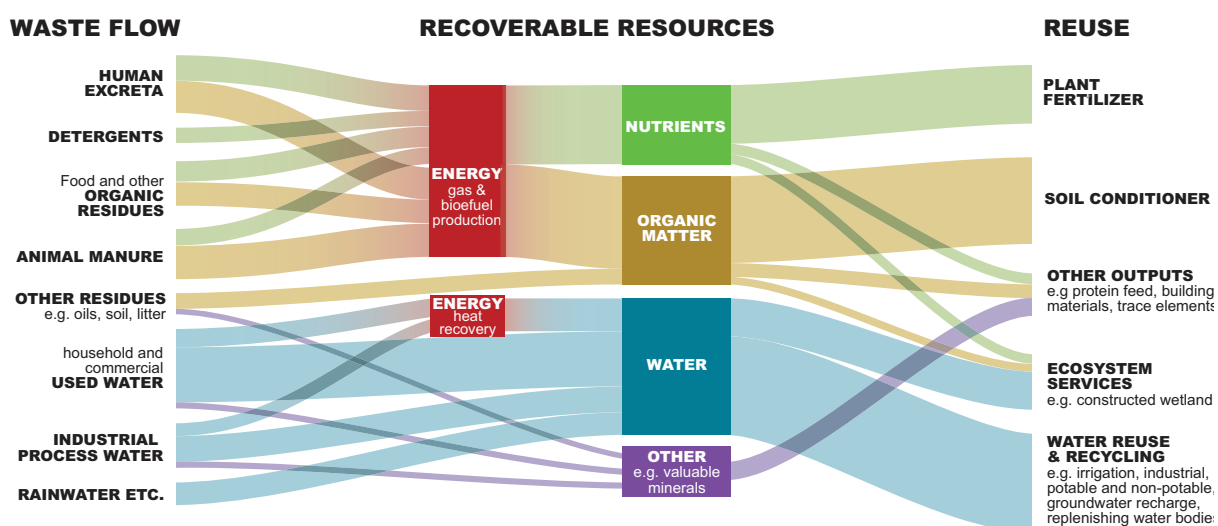 WASTE FLOW
RECOVERABLE RESOURCES
REUSE
HUMAN
EXCRETA
DETERGENTS
Food and other
ORGANIC
RESIDUES
ANIMAL MANURE
OTHER RESIDUES
e.g. oils, soil, litter
household and
commercial
USED WATER
INDUSTRIAL
PROCESS WATER
RAINWATER ETC.
ENERGY
gas &
bioefuel
production
ENERGY
heat
recovery
NUTRIENTS
ORGANIC
MATTER
WATER
OTHER
e.g. valuable
minerals
PLANT
FERTILIZER
SOIL CONDITIONER
OTHER OUTPUTS
e.g protein feed, building
materials, trace elements
ECOSYSTEM
SERVICES
e.g. constructed wetland
WATER REUSE
& RECYCLING
e.g. irrigation, industrial,
potable and non-potable,
groundwater recharge,
replenishing water bodies